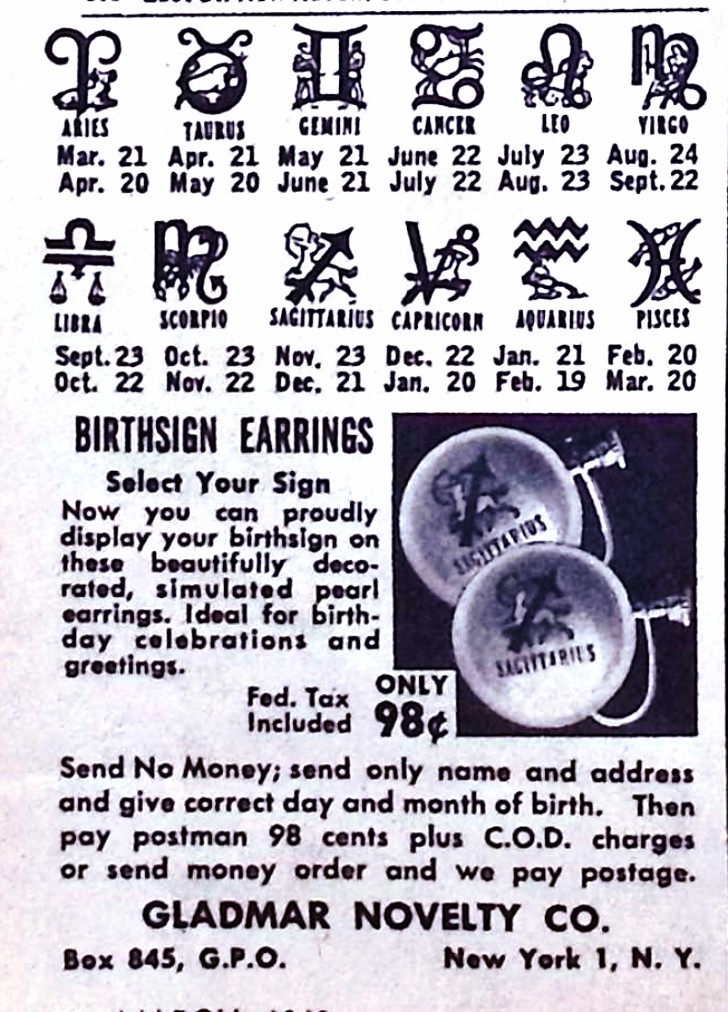 ARIES TAURUS GEMINI CANCER LEO VIRGO
Mar. 21 Apr. 21 May 21 June 22 July 23 Aug. 24
Apr. 20 May 20 June 21 July 22 Aug. 23 Sept. 22
LIBRA SCORPIO SAGITTARIUS CAPRICORN AQUARIUS PISCES
Sept. 23 Oct. 23 Nov. 23 Dec. 22 Jan. 21 Feb. 20
Oct. 22 Nov. 22 Dec. 21 Jan. 20 Feb. 19 Mar. 20
BIRTHSIGN EARRINGS
Select Your Sign
Now you can proudly
display your birthsign on
these beautifully deco-
rated, simulated pearl
earrings. Ideal for birth-
day celebrations and
greetings.
Fed. Tax
Included
ONLY
98¢
SAGITTARIUS
SAGITTARIUS
Send No Money; send only name and address
and give correct day and month of birth. Then
pay postman 98 cents plus C.O.D. charges
or send money order and we pay postage.
GLADMAR NOVELTY CO.
Box 845, G.P.O. New York 1, N. Y.